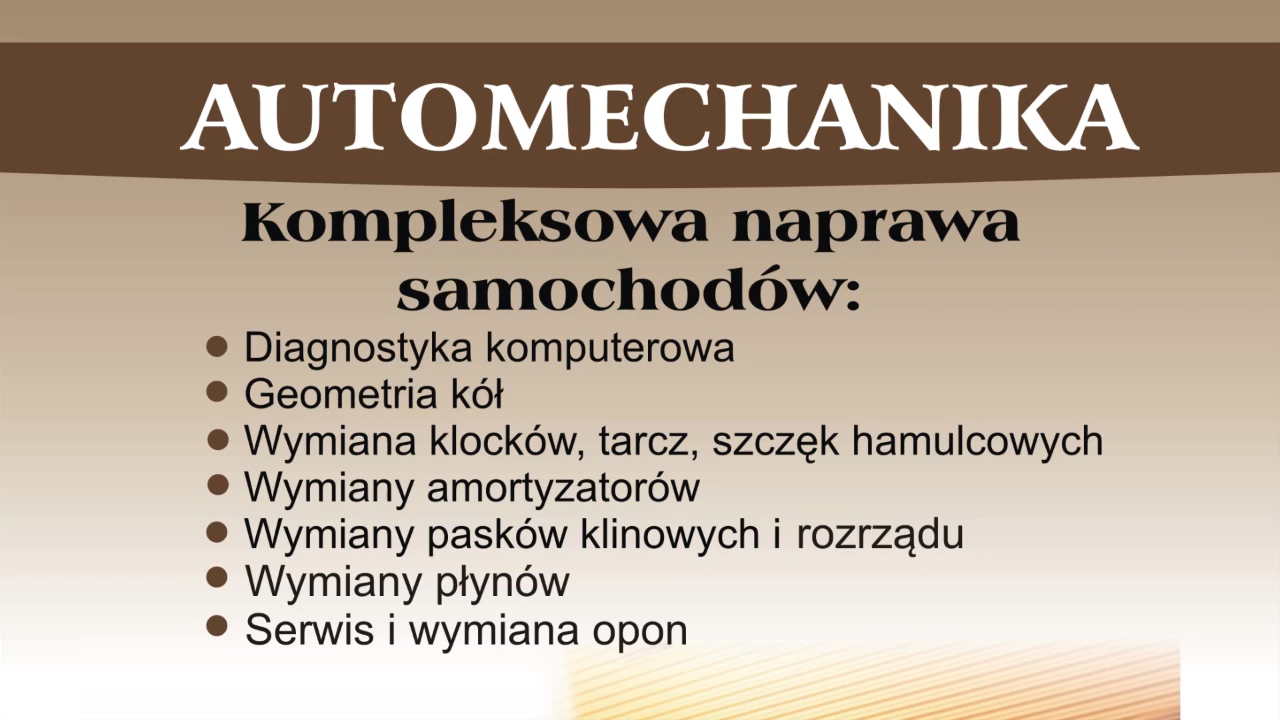 AUTOMECHANIKA
Kompleksowa naprawa
samochodów:
Diagnostyka komputerowa
Geometria kół
Wymiana klocków, tarcz, szczęk hamulcowych
Wymiany amortyzatorów
Wymiany pasków klinowych i rozrządu
Wymiany płynów
Serwis i wymiana opon